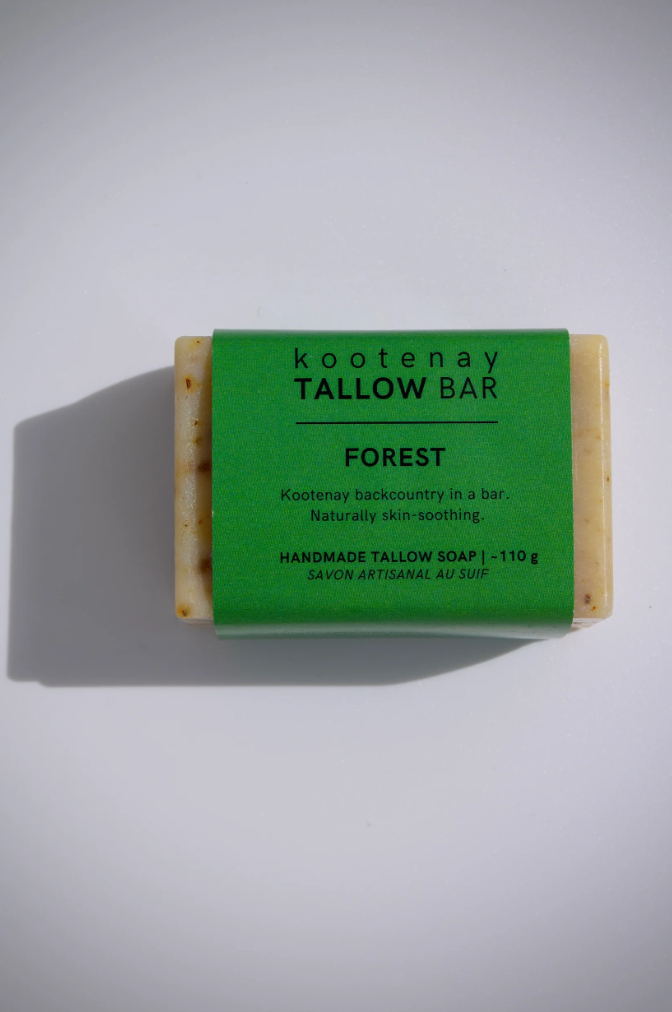 kootenay
TALLOW BAR
FOREST
Kootenay backcountry in a bar.
Naturally skin-soothing.
HANDMADE TALLOW SOAP | ~110 g
SAVON ARTISANAL AU SUIF